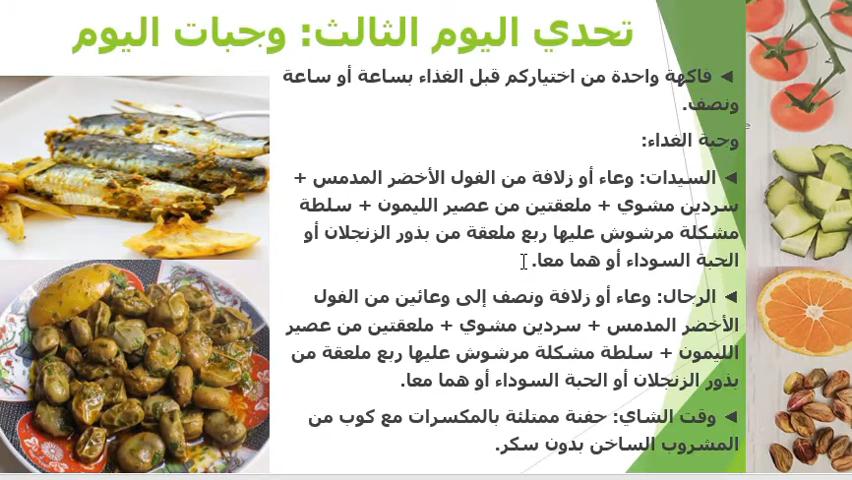 تحدي اليوم الثالث: وجبات اليوم
◄ فاكهة واحدة من اختياركم قبل الغذاء بساعة أو ساعة
ونصف.
وجبة الغداء:
◄ السيدات: وعاء أو زلافة من الفول الأخضر المدمس +
سردين مشوي + ملعقتين من عصير الليمون + سلطة
مشكلة مرشوش عليها ربع ملعقة من بذور الزنجلان أو
الحبة السوداء أو هما معا.
◄ الرجال: وعاء أو زلافة ونصف إلى وعائين من الفول
الأخضر المدمس + سردين مشوي + ملعقتين من عصير
الليمون + سلطة مشكلة مرشوش عليها ربع ملعقة من
بذور الزنجلان أو الحبة السوداء أو هما معا.
◄ وقت الشاي: حفنة ممتلئة بالمكسرات مع كوب من
المشروب الساخن بدون سكر.